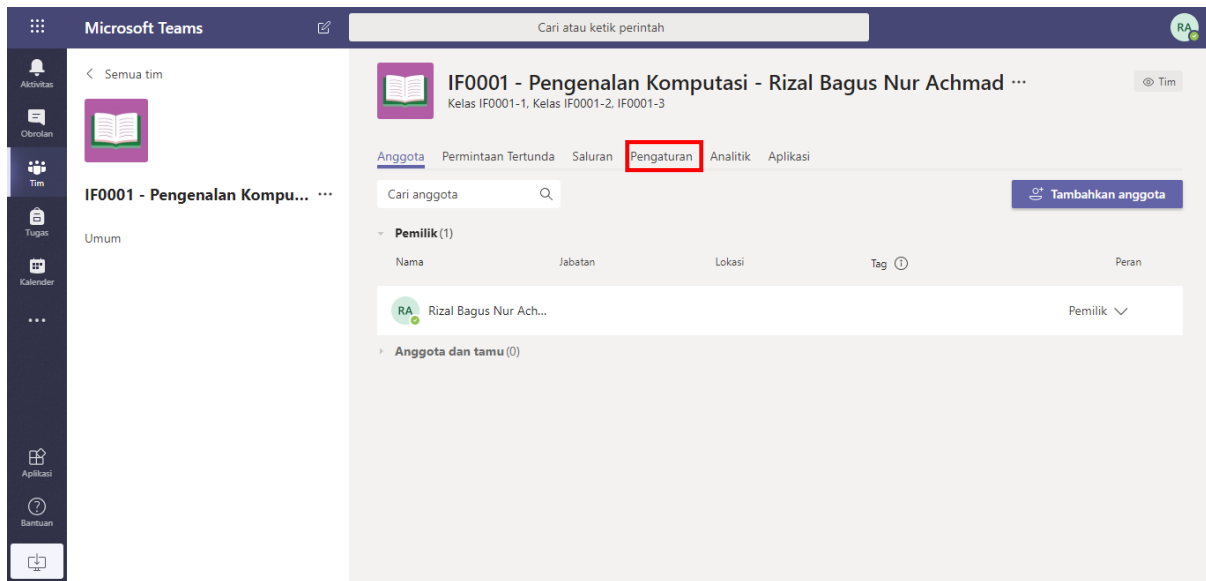 Microsoft Teams
Cari atau ketik perintah
RA
Aktivitas
Obrolan
Tim
Tugas
Kalender
Aplikasi
Bantuan
Semua tim
IF0001 - Pengenalan Kompu... ···
Umum
IF0001 - Pengenalan Komputasi - Rizal Bagus Nur Achmad ···
Kelas IF0001-1, Kelas IF0001-2, IF0001-3
Tim
Anggota Permintaan Tertunda Saluran Pengaturan Analitik Aplikasi
Cari anggota
Tambahkan anggota
Pemilik (1)
Nama Jabatan Lokasi Tag Peran
RA Rizal Bagus Nur Ach... Pemilik
Anggota dan tamu (0)